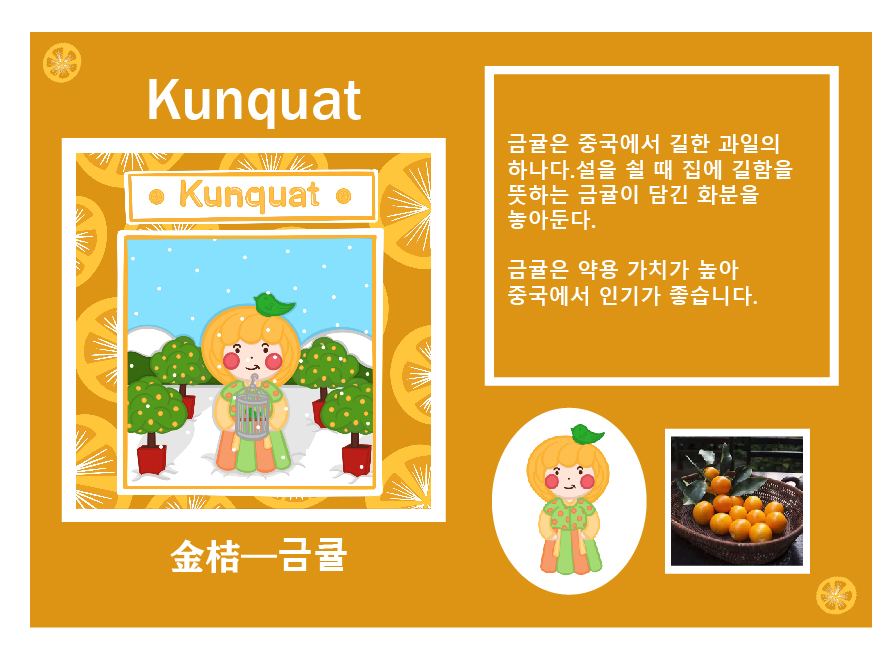 Kunquat
Kunquat
金桔—금귤
금귤은 중국에서 길한 과일의
하나다.설을 쇨 때 집에 길함을
뜻하는 금귤이 담긴 화분을
놓아둔다.
금귤은 약용 가치가 높아
중국에서 인기가 좋습니다.